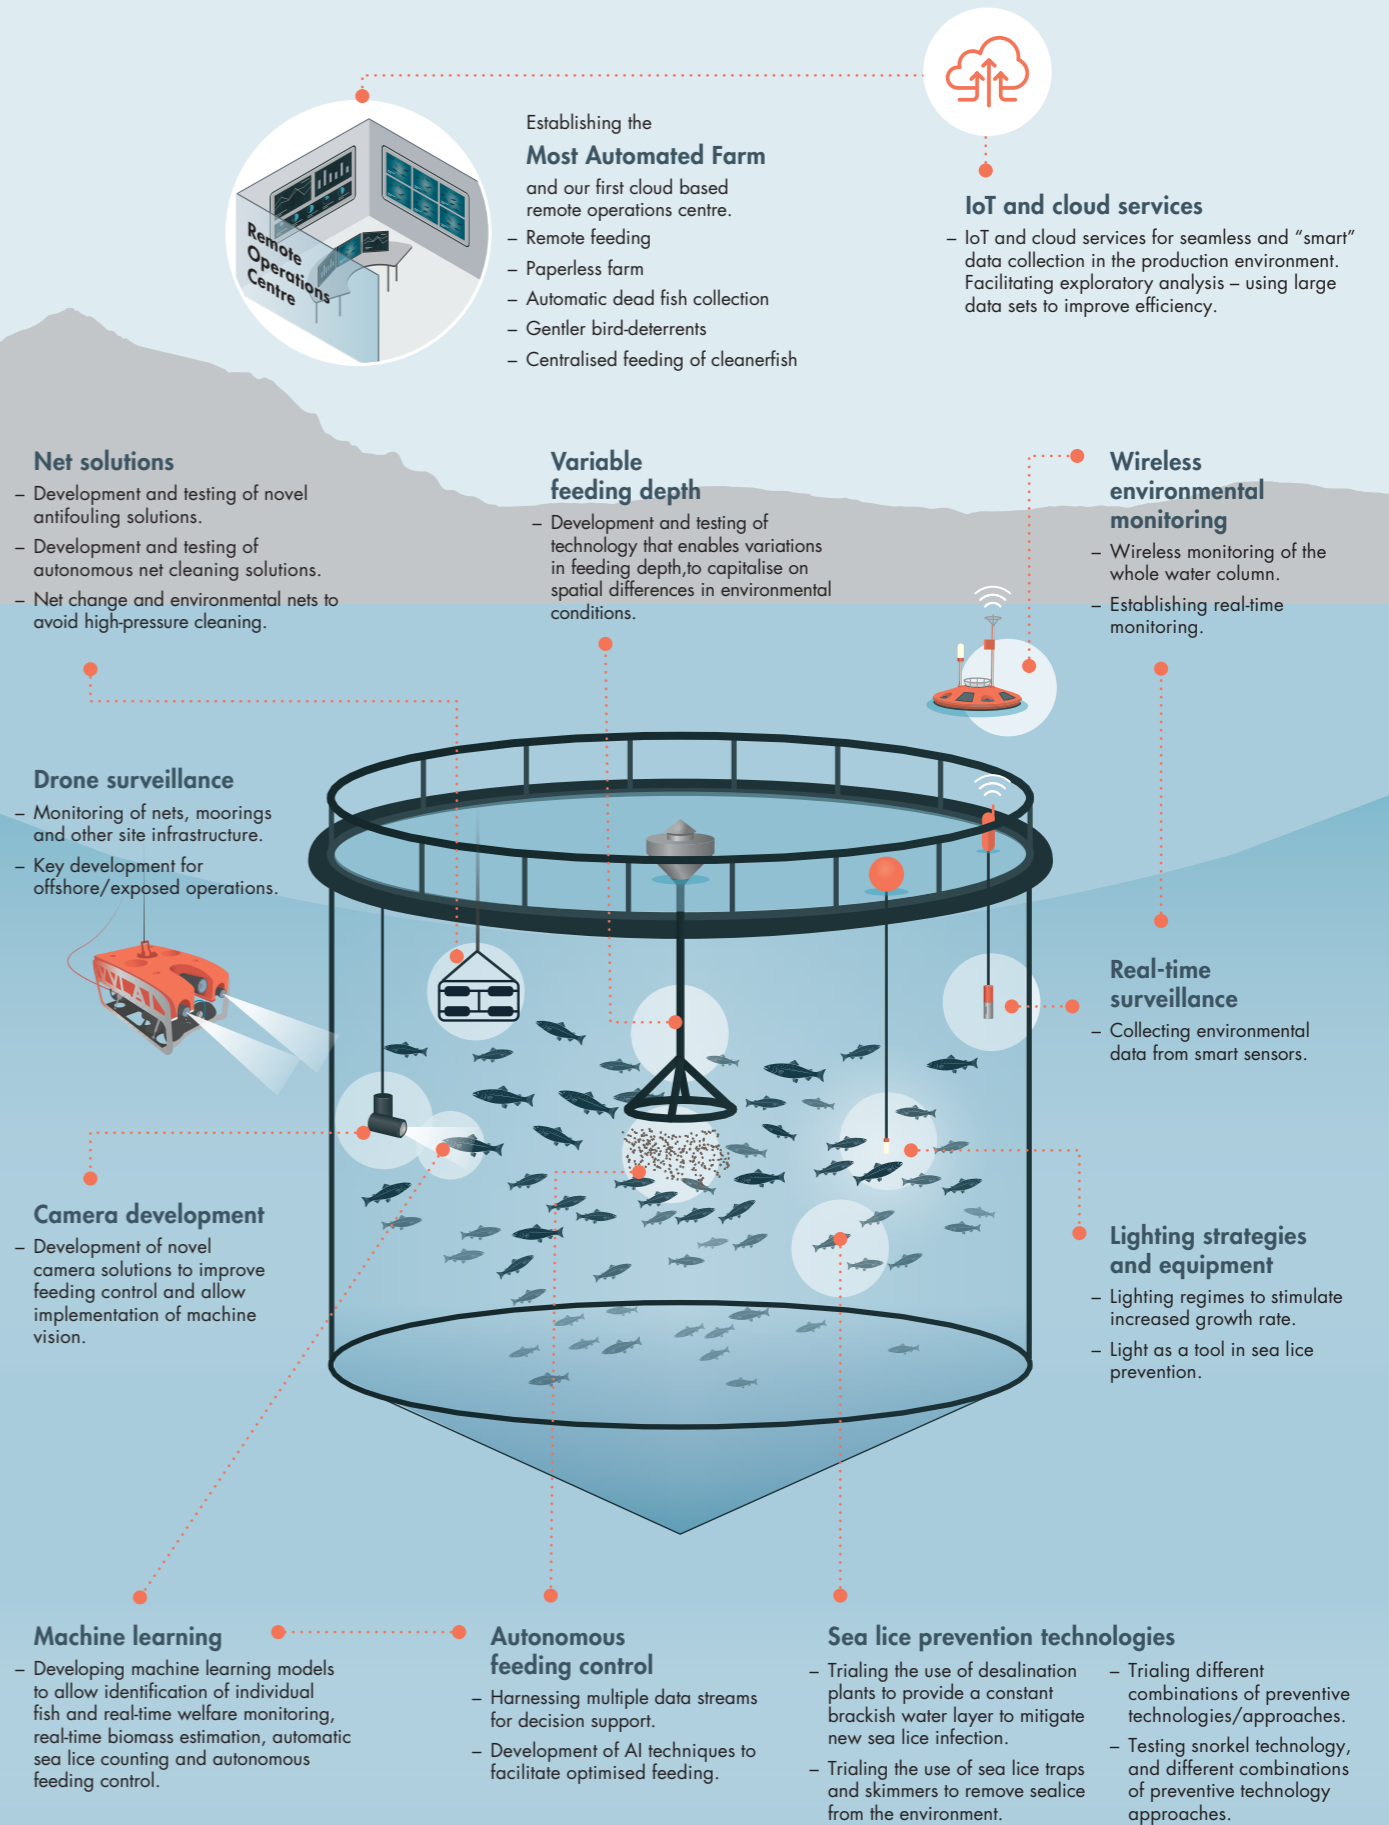 Remote
Operations
Centre
Establishing the
Most Automated Farm
and our first cloud based
remote operations centre.
– Remote feeding
– Paperless farm
– Automatic dead fish collection
– Gentler bird-deterrents
– Centralised feeding of cleanerfish
IoT and cloud services
– IoT and cloud services for seamless and “smart”
data collection in the production environment.
Facilitating exploratory analysis – using large
data sets to improve efficiency.
Net solutions
– Development and testing of novel
antifouling solutions.
– Development and testing of
autonomous net cleaning solutions.
– Net change and environmental nets to
avoid high-pressure cleaning.
Variable
feeding depth
– Development and testing of
technology that enables variations
in feeding depth,to capitalise on
spatial differences in environmental
conditions.
Wireless
environmental
monitoring
– Wireless monitoring of the
whole water column.
– Establishing real-time
monitoring.
Drone surveillance
– Monitoring of nets, moorings
and other site infrastructure.
– Key development for
offshore/exposed operations.
Real-time
surveillance
– Collecting environmental
data from smart sensors.
Camera development
– Development of novel
camera solutions to improve
feeding control and allow
implementation of machine
vision.
Lighting strategies
and equipment
– Lighting regimes to stimulate
increased growth rate.
– Light as a tool in sea lice
prevention.
Machine learning
– Developing machine learning models
to allow identification of individual
fish and real-time welfare monitoring,
real-time biomass estimation, automatic
sea lice counting and autonomous
feeding control.
Autonomous
feeding control
– Harnessing multiple data streams
for decision support.
– Development of AI techniques to
facilitate optimised feeding.
Sea lice prevention technologies
– Trialing the use of desalination
plants to provide a constant
brackish water layer to mitigate
new sea lice infection.
– Trialing the use of sea lice traps
and skimmers to remove sealice
from the environment.
– Trialing different
combinations of preventive
technologies/approaches.
– Testing snorkel technology,
and different combinations
of preventive technology
approaches.